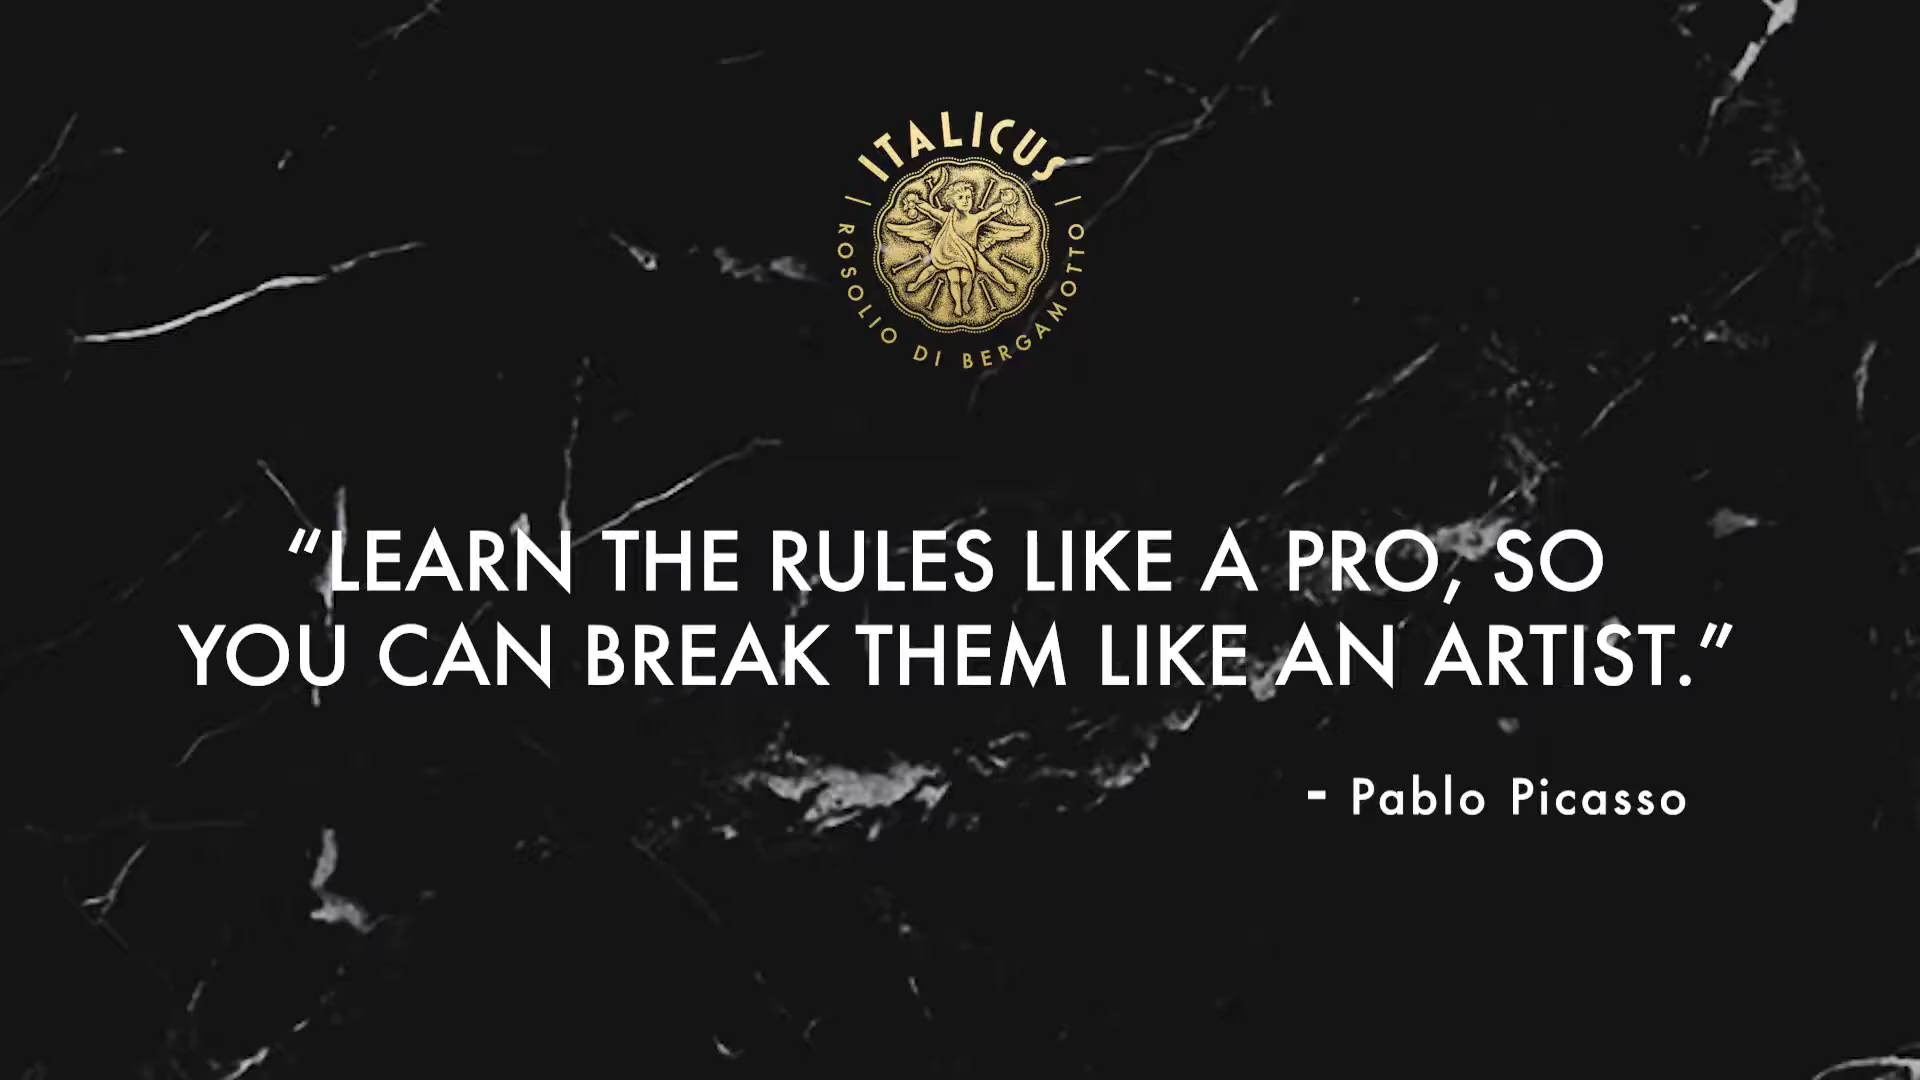 ITALICUS
ROSOLIO DI BERGAMOTTO
“LEARN THE RULES LIKE A PRO, SO
YOU CAN BREAK THEM LIKE AN ARTIST.”
- Pablo Picasso